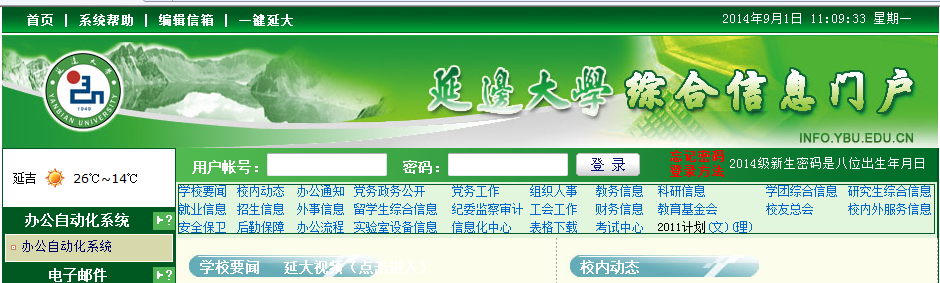 首页 | 系统帮助 | 编辑信箱 | 一键延大
2014年9月1日 11:09:33 星期一
延邊大學 综合信息门户
YANBIAN UNIVERSITY
1949
INFO.YBU.EDU.CN
延吉 26℃~14℃
用户帐号： 密码： 登 录
2014级新生密码是八位出生年月日
学校要闻 校内动态 办公通知 党务政务公开 党务工作 组织人事 教务信息 科研信息 学团综合信息 研究生综合信息
就业信息 招生信息 外事信息 留学生综合信息 纪委监察审计 工会工作 财务信息 教育基金会 校友总会 校内外服务信息
安全保卫 后勤保障 办公流程 实验室设备信息 信息化中心 表格下载 考试中心 2011计划(文)(理)
办公自动化系统
办公自动化系统
电子邮件
学校要闻 延大视频（点击进入）
校内动态